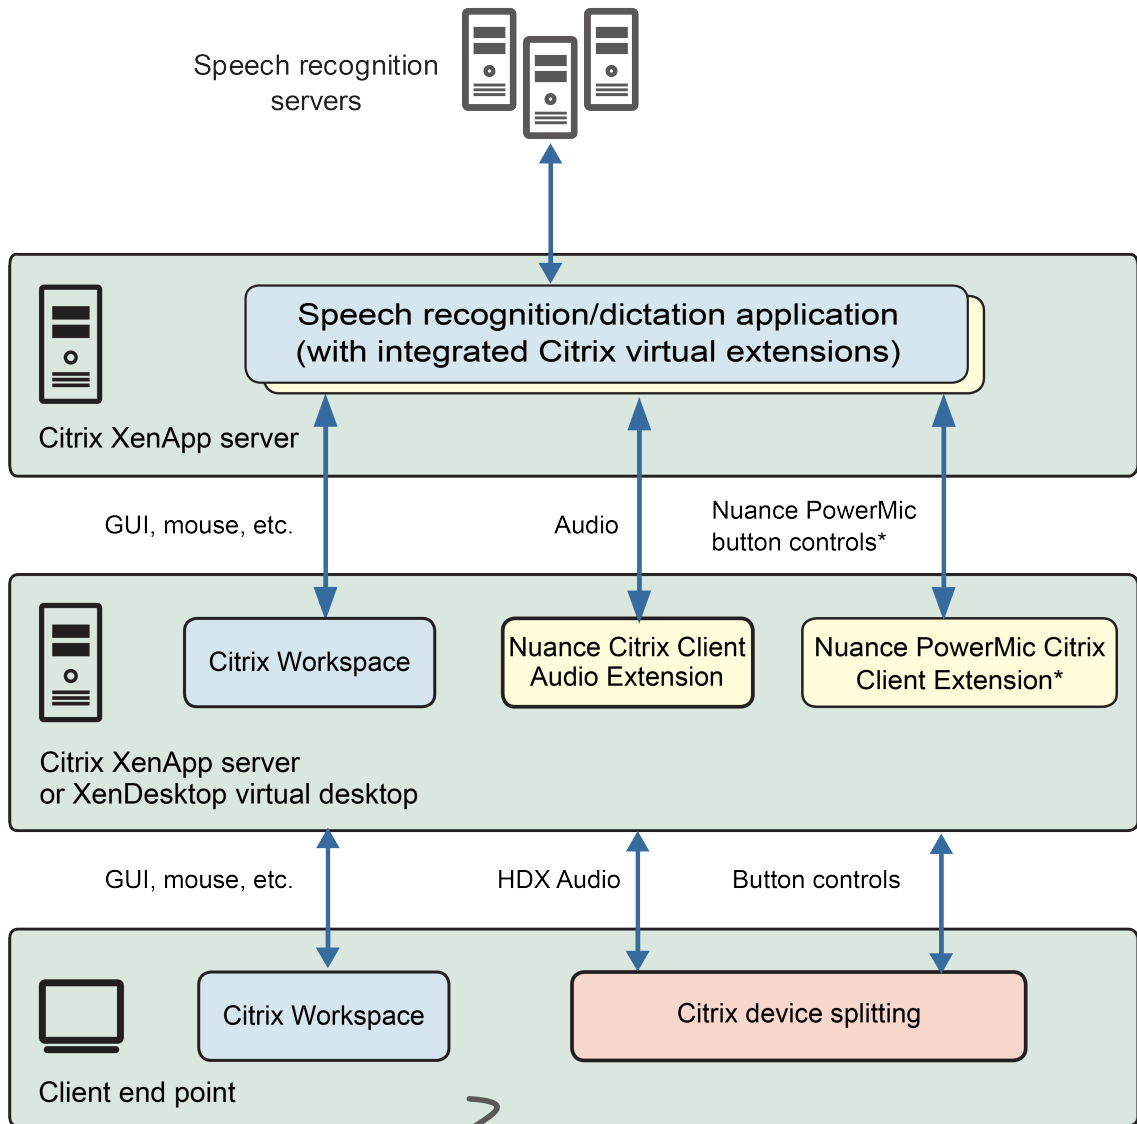 Speech recognition
servers
Speech recognition/dictation application
(with integrated Citrix virtual extensions)
Citrix XenApp server
GUI, mouse, etc.
Audio
Nuance PowerMic
button controls*
Citrix Workspace
Nuance Citrix Client
Audio Extension
Nuance PowerMic Citrix
Client Extension*
Citrix XenApp server
or XenDesktop virtual desktop
GUI, mouse, etc.
HDX Audio
Button controls
Citrix Workspace
Citrix device splitting
Client end point